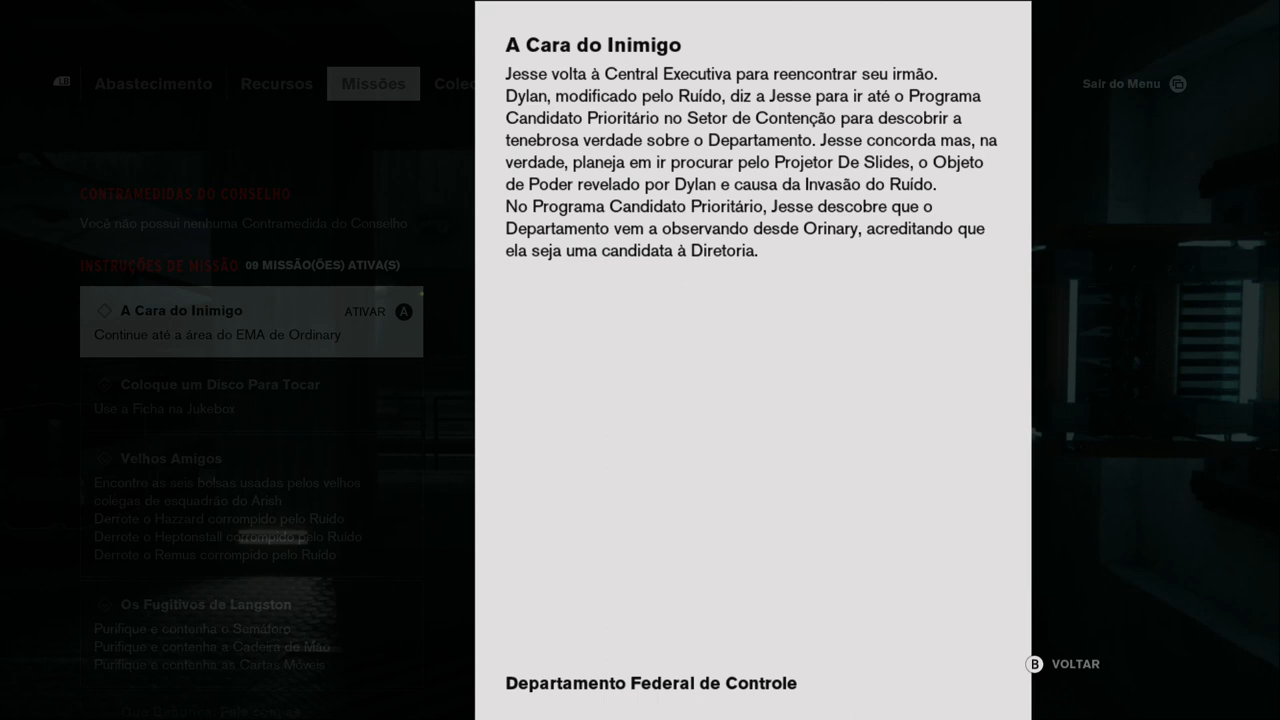 LB
Abastecimento
Recursos
Missões
Colec
Sair do Menu
CONTRAMEDIDAS DO CONSELHO
Você não possui nenhuma Contramedida do Conselho
INSTRUÇÕES DE MISSÃO 09 MISSÃO(ÕES) ATIVA(S)
A Cara do Inimigo ATIVAR A
Continue até a área do EMA de Ordinary
Coloque um Disco Para Tocar
Use a Ficha na Jukebox
Velhos Amigos
Encontre as seis bolsas usadas pelos velhos
colegas de esquadrão do Arish
Derrote o Hazzard corrompido pelo Ruído
Derrote o Heptonstall corrompido pelo Ruído
Derrote o Remus corrompido pelo Ruído
Os Fugitivos de Langston
Purifique e contenha o Semáforo
Purifique e contenha a Cadeira de Mão
Purifique e contenha as Cartas Móveis
A Cara do Inimigo
Jesse volta à Central Executiva para reencontrar seu irmão.
Dylan, modificado pelo Ruído, diz a Jesse para ir até o Programa
Candidato Prioritário no Setor de Contenção para descobrir a
tenebrosa verdade sobre o Departamento. Jesse concorda mas, na
verdade, planeja em ir procurar pelo Projetor De Slides, o Objeto
de Poder revelado por Dylan e causa da Invasão do Ruído.
No Programa Candidato Prioritário, Jesse descobre que o
Departamento vem a observando desde Orinary, acreditando que
ela seja uma candidata à Diretoria.
Departamento Federal de Controle
B VOLTAR